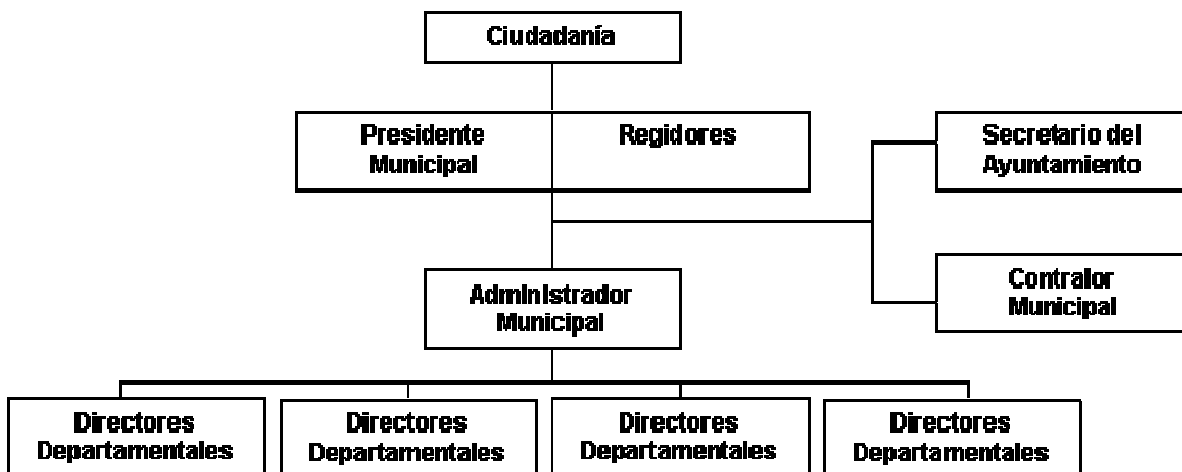 Ciudadanía
Presidente
Municipal
Regidores
Secretario del
Ayuntamiento
Administrador
Municipal
Contralor
Municipal
Directores
Departamentales
Directores
Departamentales
Directores
Departamentales
Directores
Departamentales